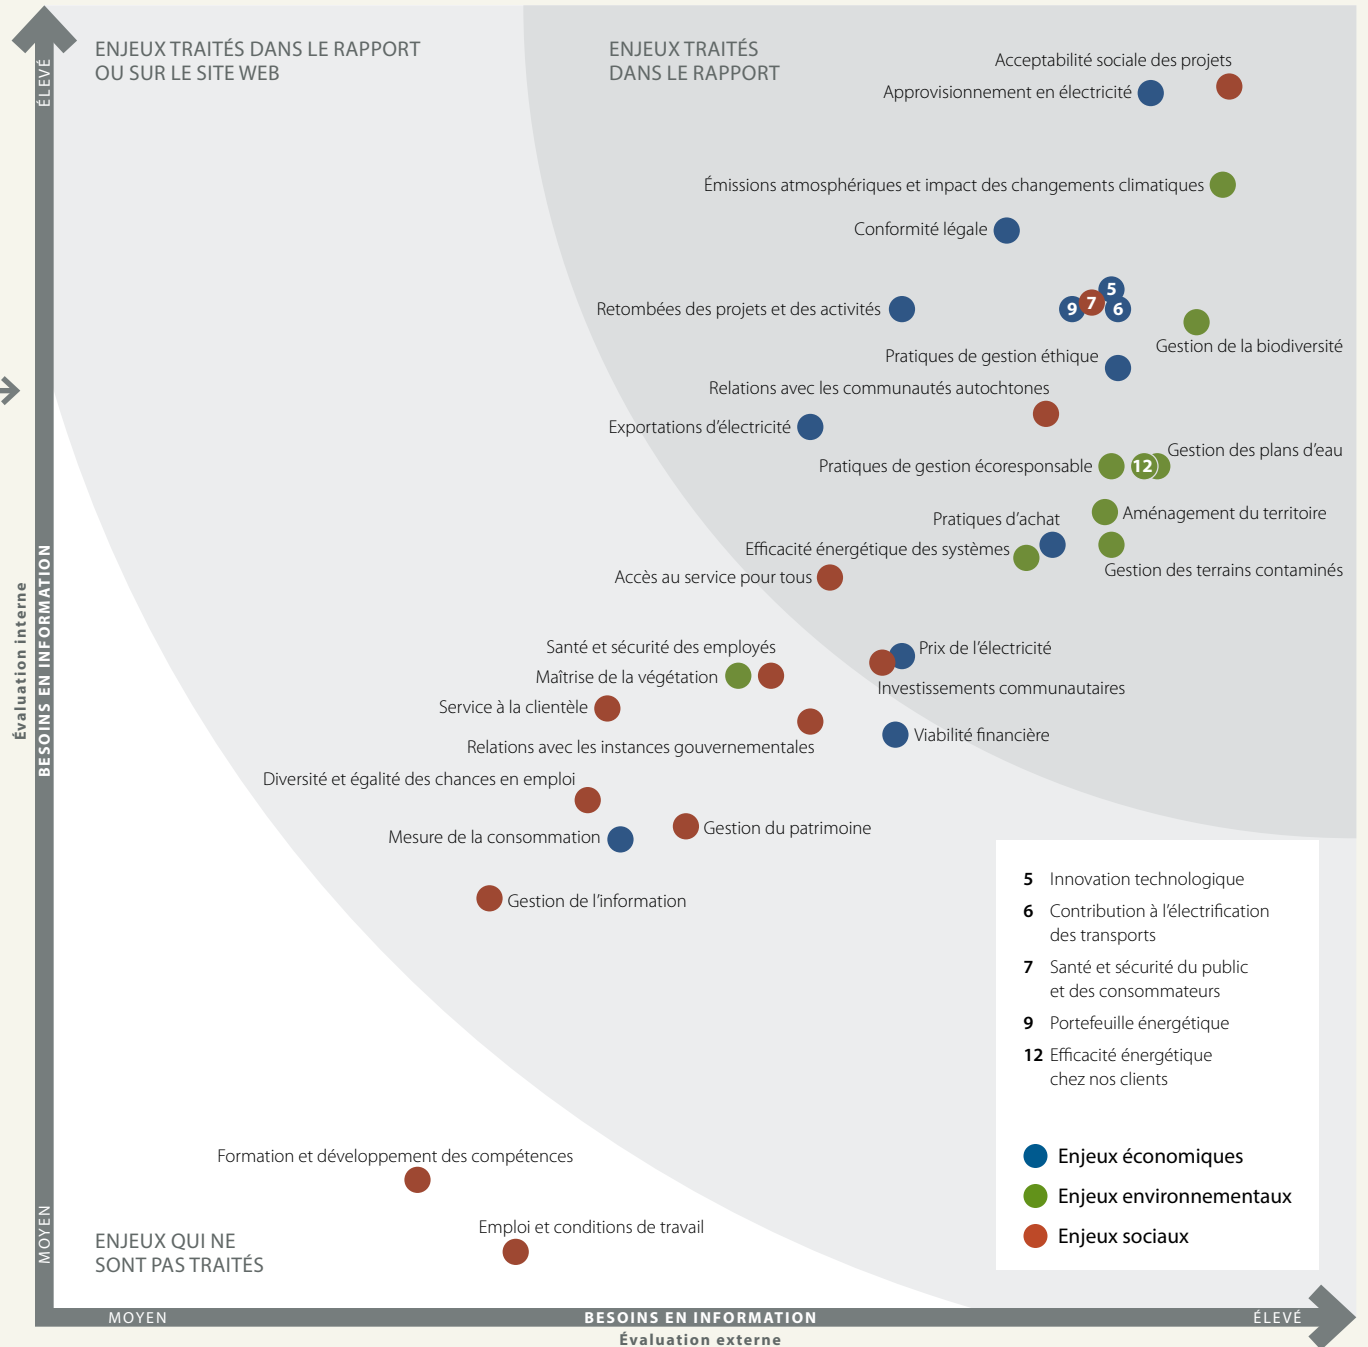 ÉLEVÉ
ENJEUX TRAITÉS DANS LE RAPPORT
OU SUR LE SITE WEB
ENJEUX TRAITÉS
DANS LE RAPPORT
Acceptabilité sociale des projets
Approvisionnement en électricité
Émissions atmosphériques et impact des changements climatiques
Conformité légale
5
Retombées des projets et des activités
9
7
6
Gestion de la biodiversité
Pratiques de gestion éthique
Relations avec les communautés autochtones
Exportations d'électricité
Gestion des plans d'eau
Pratiques de gestion écoresponsable
12
Aménagement du territoire
Pratiques d'achat
Efficacité énergétique des systèmes
Gestion des terrains contaminés
Accès au service pour tous
Évaluation interne
BESOINS EN INFORMATION
Santé et sécurité des employés
Prix de l'électricité
Maîtrise de la végétation
Investissements communautaires
Service à la clientèle
Viabilité financière
Relations avec les instances gouvernementales
Diversité et égalité des chances en emploi
Gestion du patrimoine
Mesure de la consommation
Gestion de l'information
5 Innovation technologique
6 Contribution à l'électrification
des transports
7 Santé et sécurité du public
et des consommateurs
9 Portefeuille énergétique
12 Efficacité énergétique
chez nos clients
Enjeux économiques
Enjeux environnementaux
Enjeux sociaux
Formation et développement des compétences
Emploi et conditions de travail
MOYEN
ENJEUX QUI NE
SONT PAS TRAITÉS
MOYEN
BESOINS EN INFORMATION
ÉLEVÉ
Évaluation externe